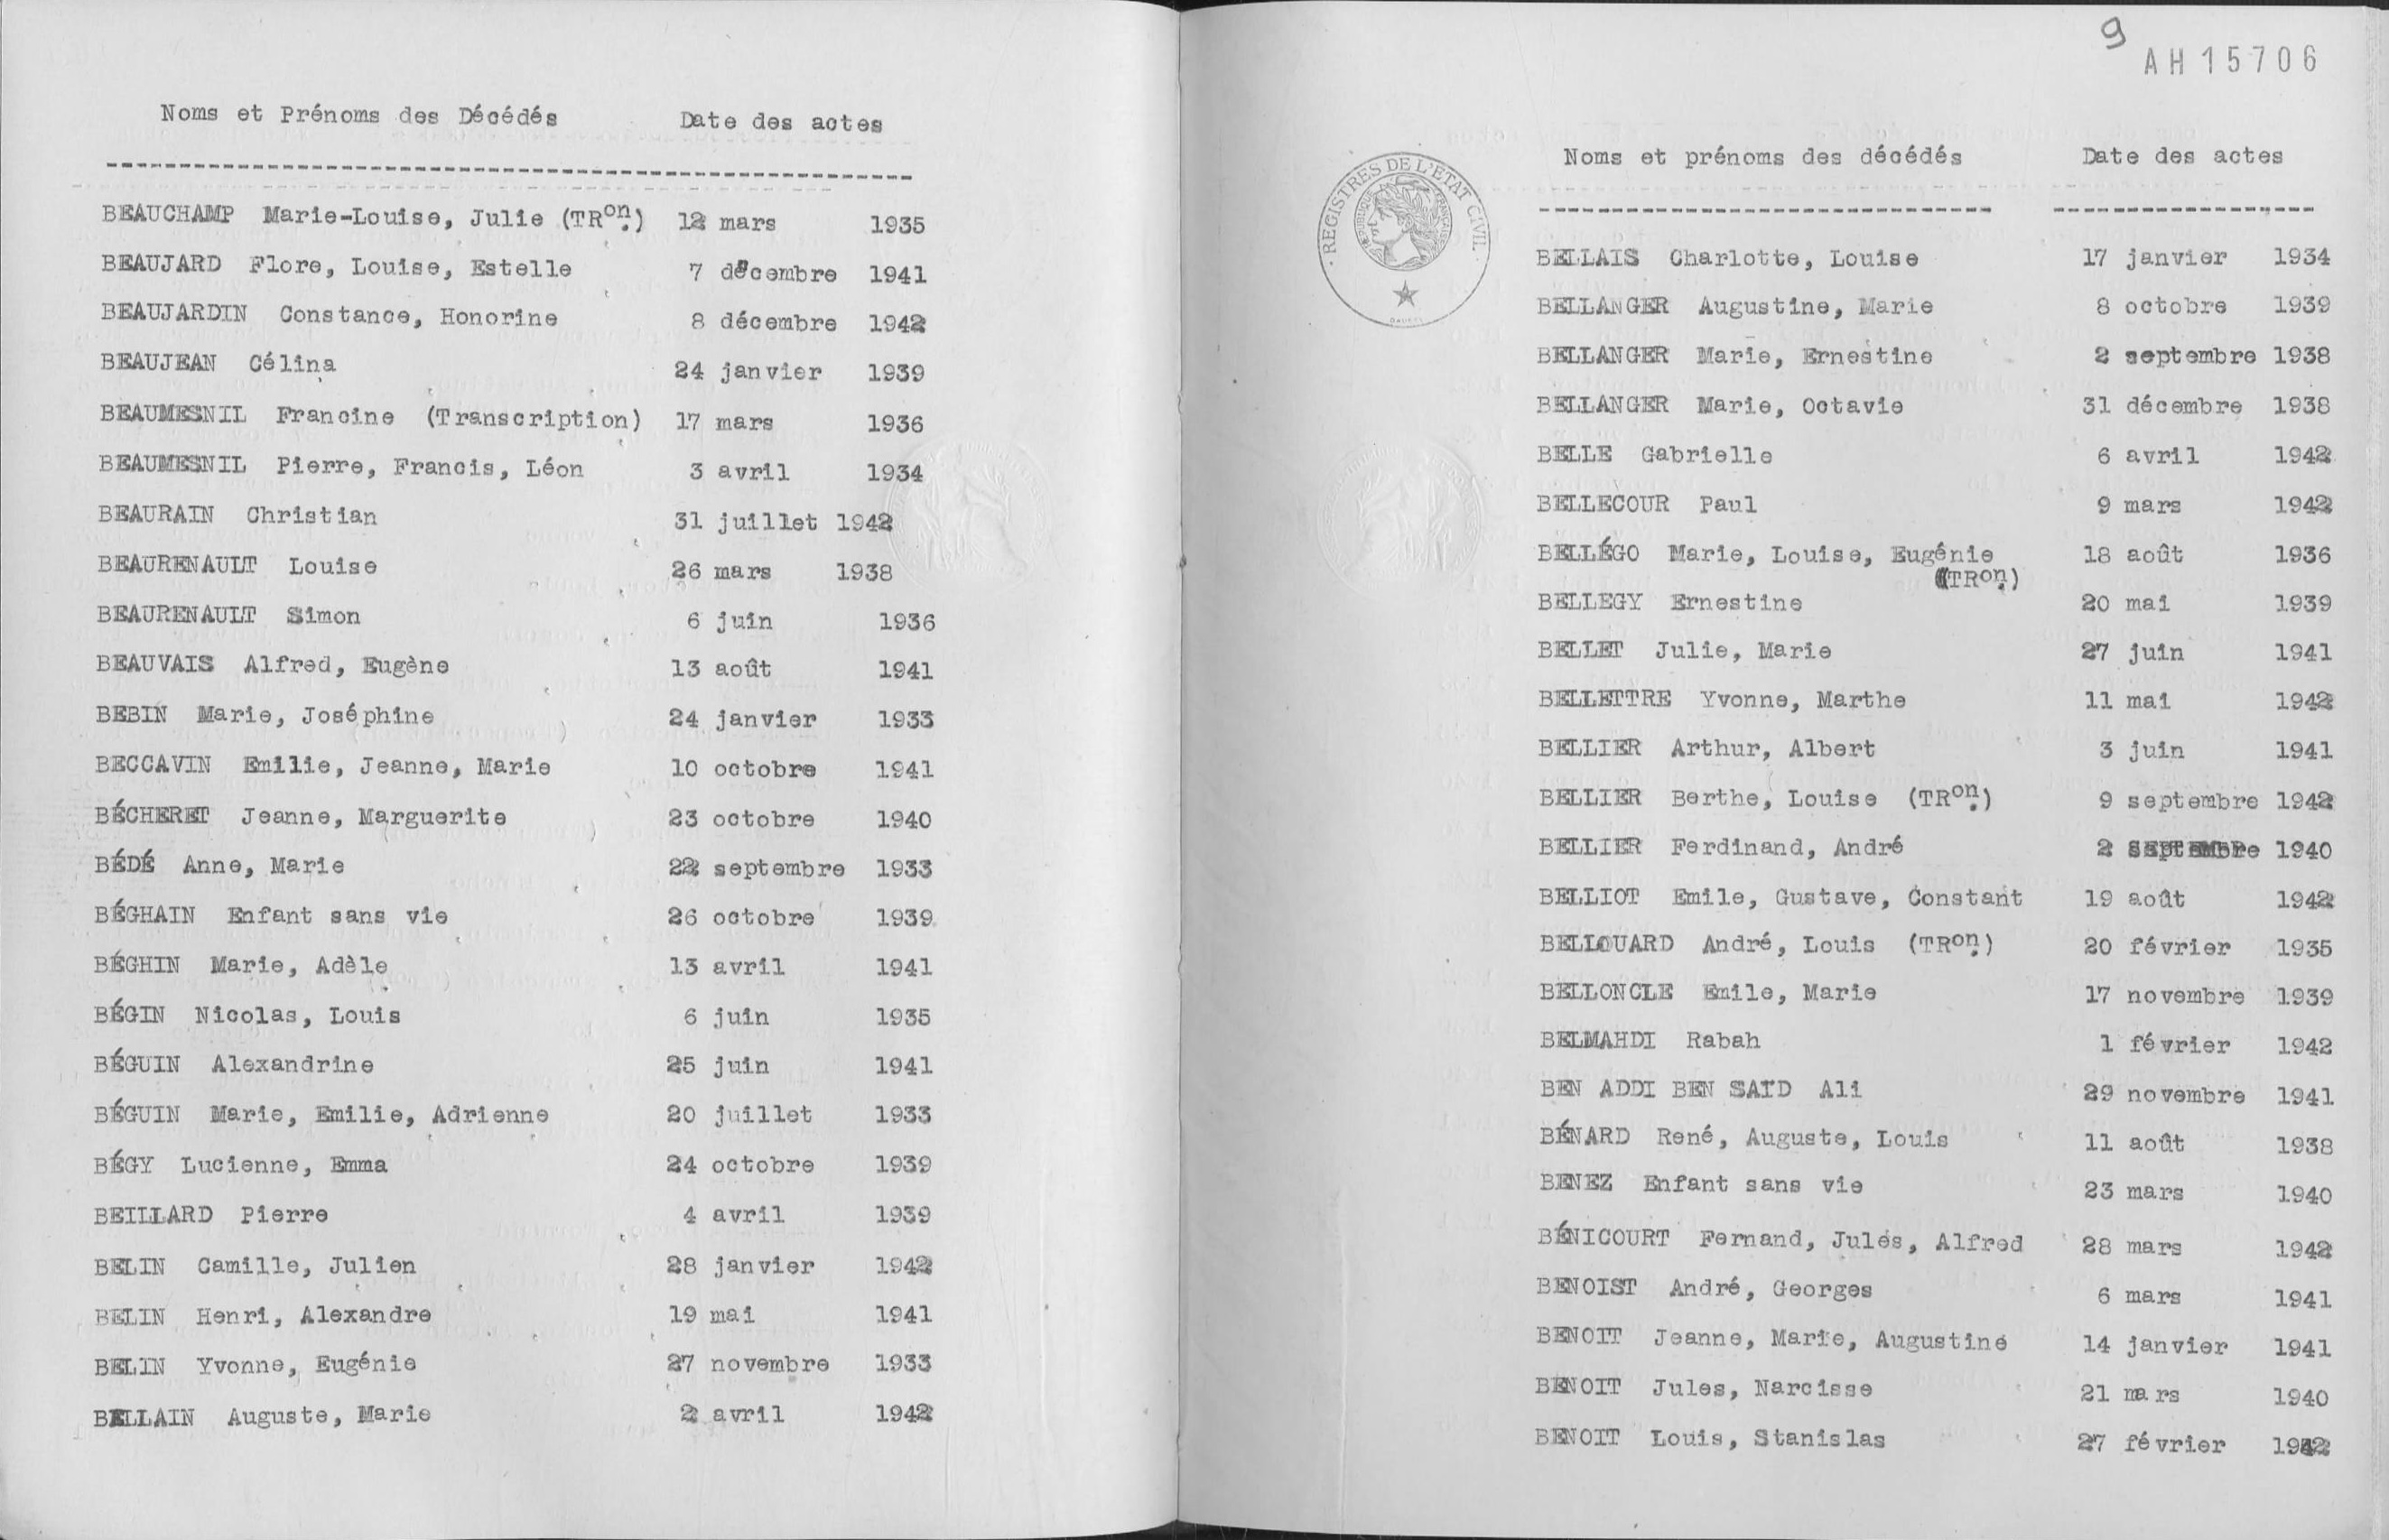 Noms et Prénoms des Décédés Date des actes
BEAUCHAMP Marie-Louise, Julie (TRon.) 12 mars 1935
BEAUJARD Flore, Louise, Estelle 7 décembre 1941
BEAUJARDIN Constance, Honorine 8 décembre 1942
BEAUJEAN Célina 24 janvier 1939
BEAUMESNIL Francine (Transcription) 17 mars 1936
BEAUMESNIL Pierre, Francis, Léon 3 avril 1934
BEAURAIN Christian 31 juillet 1942
BEAURENAULT Louise 26 mars 1938
BEAURENAULT Simon 6 juin 1936
BEAUVAIS Alfred, Eugène 13 août 1941
BEBIN Marie, Joséphine 24 janvier 1933
BECCAVIN Emilie, Jeanne, Marie 10 octobre 1941
BÉCHERET Jeanne, Marguerite 23 octobre 1940
BÉDÉ Anne, Marie 22 septembre 1933
BÉGHAIN Enfant sans vie 26 octobre 1939
BÉGHIN Marie, Adèle 13 avril 1941
BÉGIN Nicolas, Louis 6 juin 1935
BÉGUIN Alexandrine 25 juin 1941
BÉGUIN Marie, Emilie, Adrienne 20 juillet 1933
BÉGY Lucienne, Emma 24 octobre 1939
BEILLARD Pierre 4 avril 1939
BELIN Camille, Julien 28 janvier 1942
BELIN Henri, Alexandre 19 mai 1941
BELIN Yvonne, Eugénie 27 novembre 1933
BELLAIN Auguste, Marie 2 avril 1942
9
AH 15706
REGISTRES DE L'ETAT CIVIL
RÉPUBLIQUE FRANÇAISE
Noms et prénoms des décédés Date des actes
BELLAIS Charlotte, Louise 17 janvier 1934
BELLANGER Augustine, Marie 8 octobre 1939
BELLANGER Marie, Ernestine 2 septembre 1938
BELLANGER Marie, Octavie 31 décembre 1938
BELLE Gabrielle 6 avril 1942
BELLECOUR Paul 9 mars 1942
BELLÉGO Marie, Louise, Eugénie 18 août 1936
(TRon.)
BELLEGY Ernestine 20 mai 1939
BELLET Julie, Marie 27 juin 1941
BELLETTRE Yvonne, Marthe 11 mai 1942
BELLIER Arthur, Albert 3 juin 1941
BELLIER Berthe, Louise (TRon.) 9 septembre 1942
BELLIER Ferdinand, André 2 septembre 1940
BELLIOT Emile, Gustave, Constant 19 août 1942
BELLOUARD André, Louis (TRon.) 20 février 1935
BELLONCLE Emile, Marie 17 novembre 1939
BELMAHDI Rabah 1 février 1942
BEN ADDI BEN SAÏD Ali 29 novembre 1941
BÉNARD René, Auguste, Louis 11 août 1938
BENEZ Enfant sans vie 23 mars 1940
BÉNICOURT Fernand, Jules, Alfred 28 mars 1942
BENOIST André, Georges 6 mars 1941
BENOIT Jeanne, Marie, Augustine 14 janvier 1941
BENOIT Jules, Narcisse 21 mars 1940
BENOIT Louis, Stanislas 27 février 1942